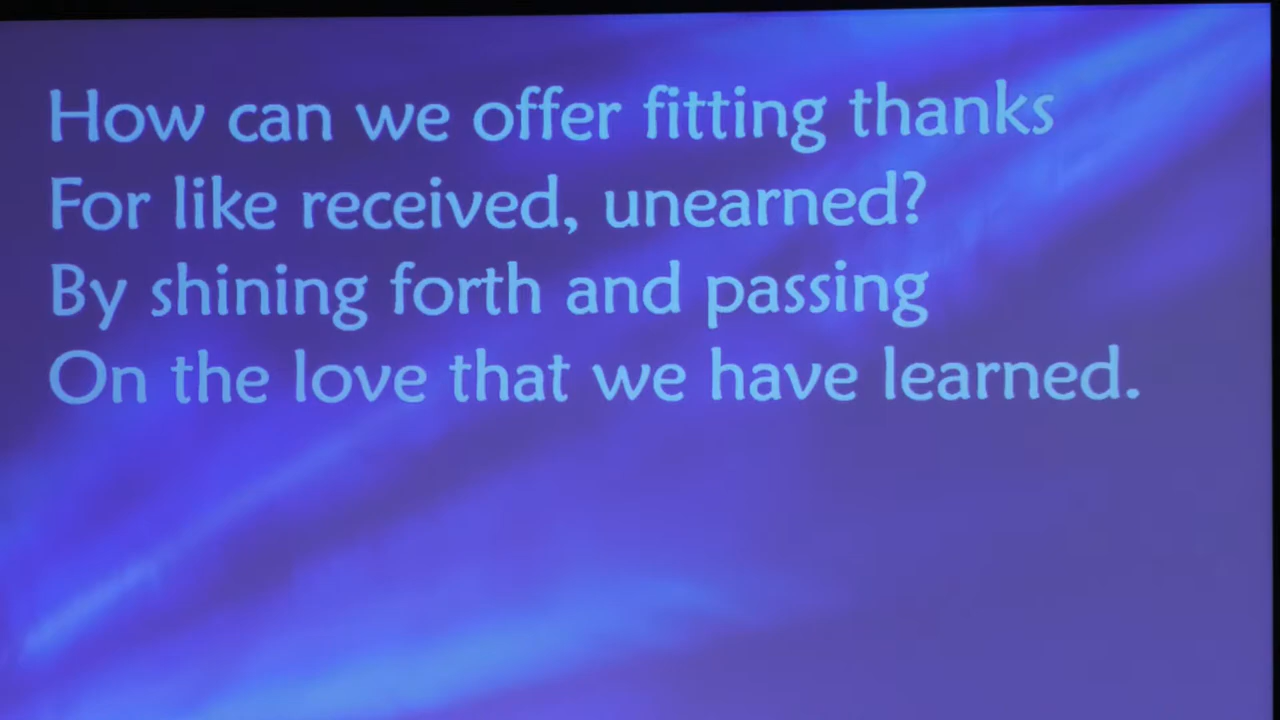 How can we offer fitting thanks
For like received, unearned?
By shining forth and passing
On the love that we have learned.